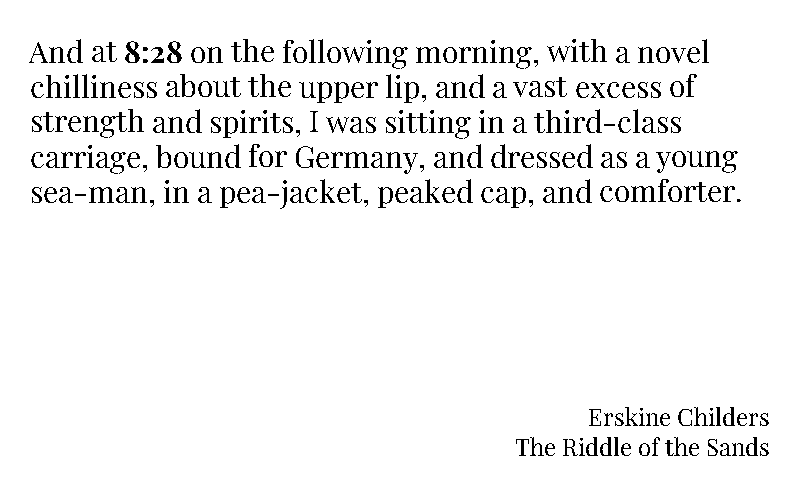 And at 8:28 on the following morning, with a novel
chilliness about the upper lip, and a vast excess of
strength and spirits, I was sitting in a third-class
carriage, bound for Germany, and dressed as a young
sea-man, in a pea-jacket, peaked cap, and comforter.
Erskine Childers
The Riddle of the Sands